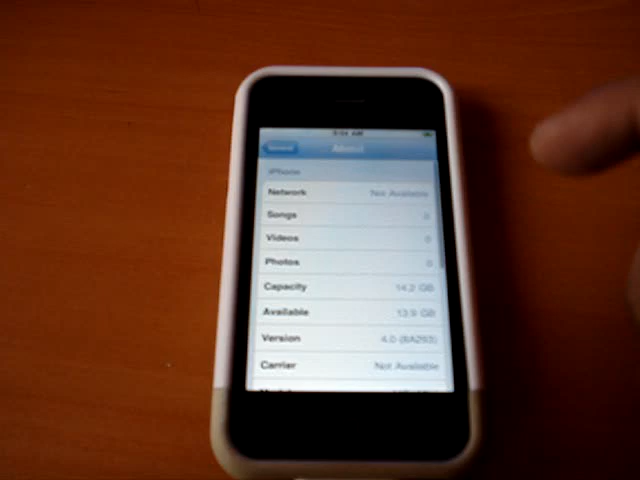 About
iPhone
Network Not Available
Songs 0
Videos 0
Photos 0
Capacity 14.2 GB
Available 13.9 GB
Version 4.0 (8A293)
Carrier Not Available